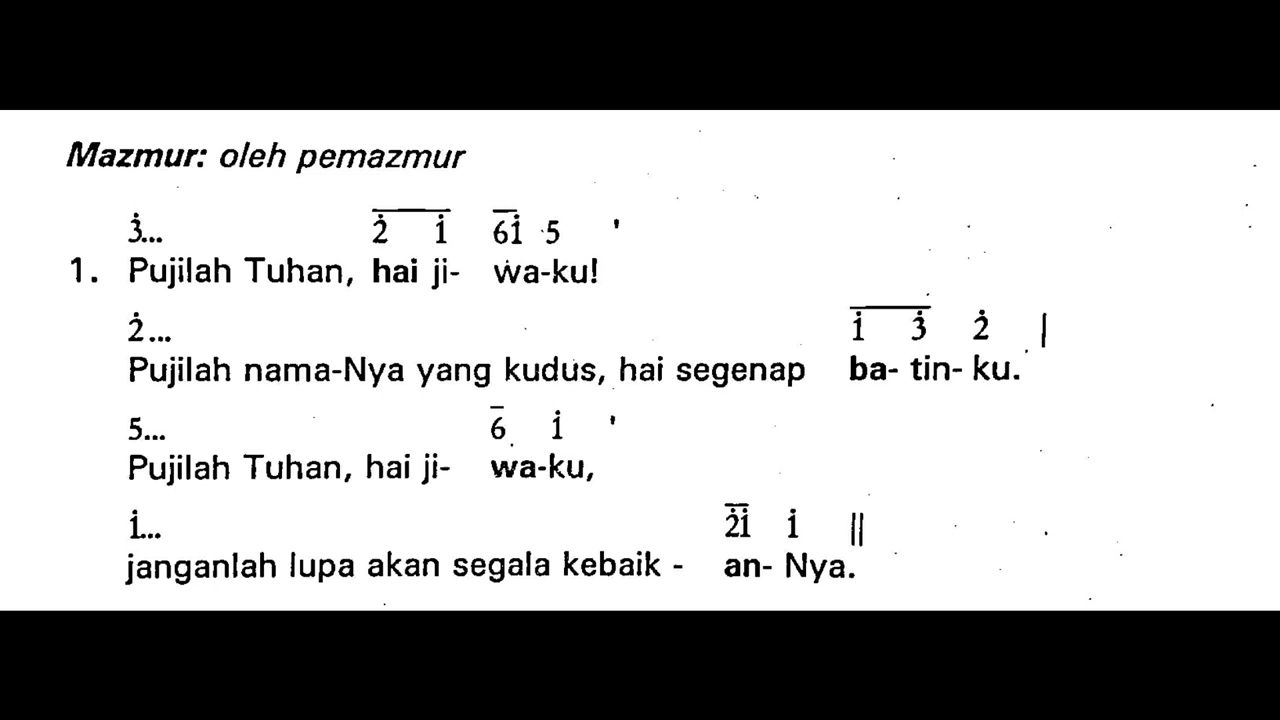 Mazmur: oleh pemazmur
3̇... 2̇ 1̇ 61̇ 5 '
1. Pujilah Tuhan, hai ji- wa-ku!
2̇... 1̇ 3̇ 2̇ |
Pujilah nama-Nya yang kudus, hai segenap ba- tin- ku.
5... 6 1̇ '
Pujilah Tuhan, hai ji- wa-ku,
1̇... 2̇1̇ 1̇ ||
janganlah lupa akan segala kebaik - an- Nya.